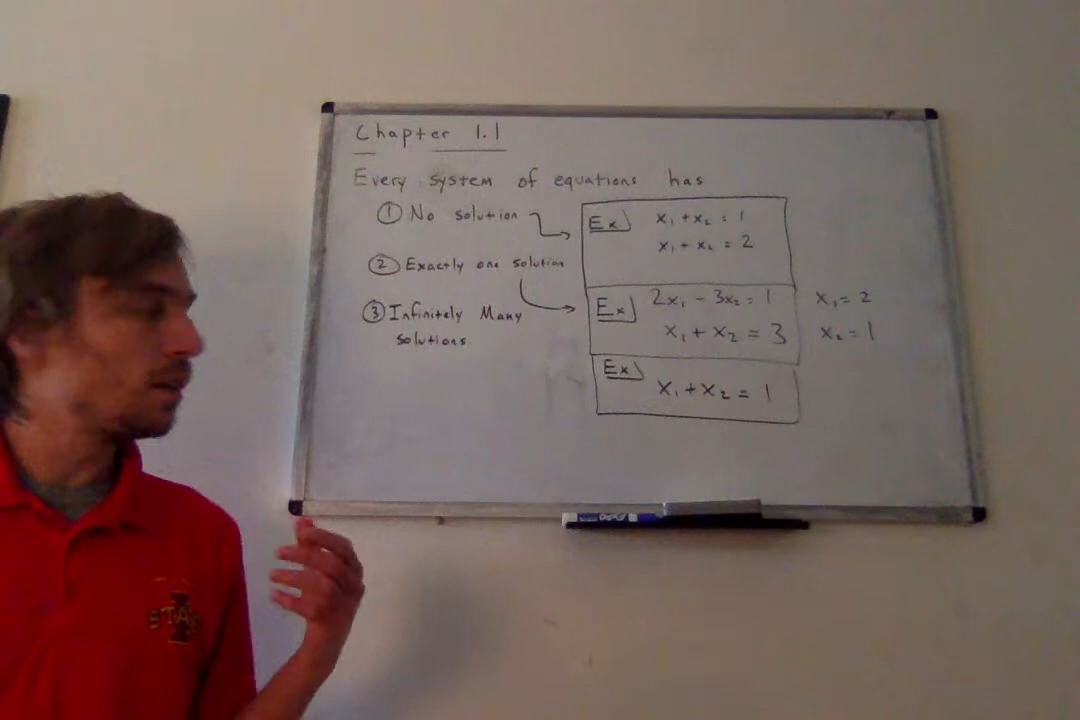 Chapter 1.1
Every system of equations has
① No solution
② Exactly one solution
③ Infinitely Many
solutions
Ex) x₁ + x₂ = 1
x₁ + x₂ = 2
Ex) 2x₁ - 3x₂ = 1 x₁ = 2
x₁ + x₂ = 3 x₂ = 1
Ex)
x₁ + x₂ = 1
STATE